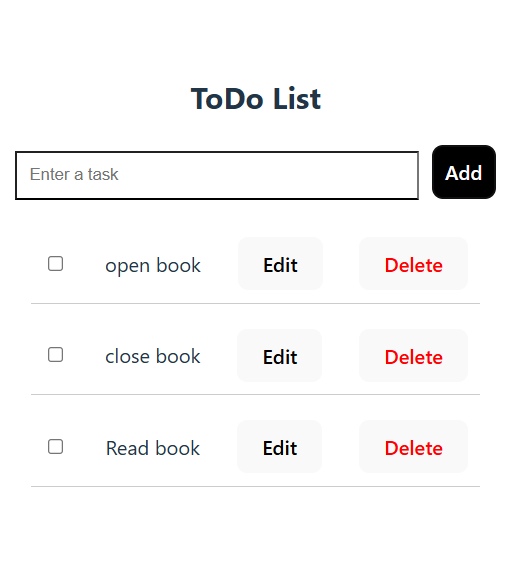 ToDo List
Enter a task Add
open book Edit Delete
close book Edit Delete
Read book Edit Delete